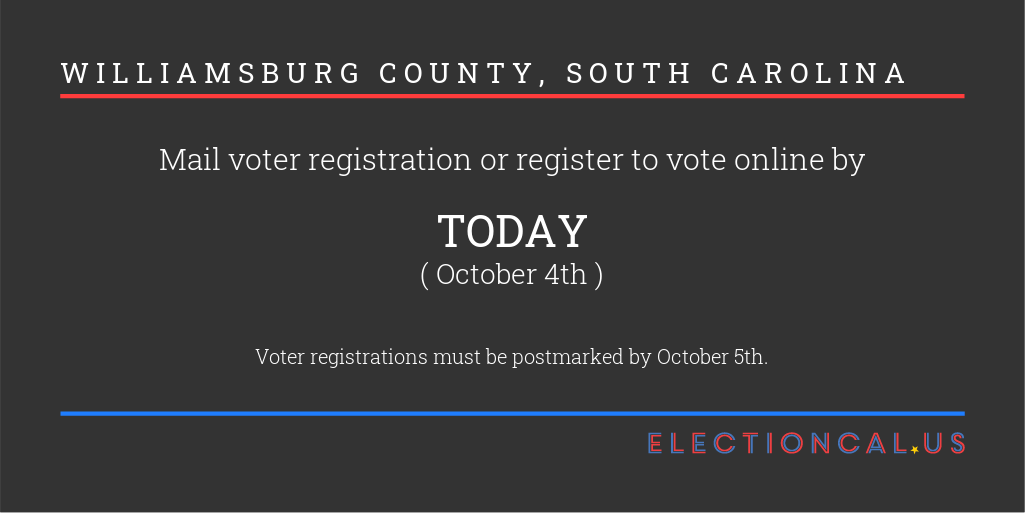 WILLIAMSBURG COUNTY, SOUTH CAROLINA
Mail voter registration or register to vote online by
TODAY
( October 4th )
Voter registrations must be postmarked by October 5th.
ELECTIONCAL.US